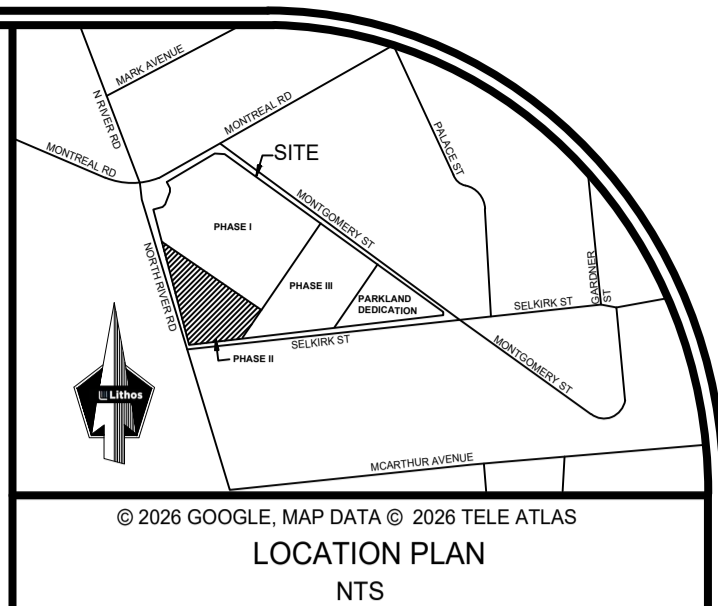 MARK AVENUE
N RIVER RD
MONTREAL RD
MONTREAL RD
PALACE ST
SITE
MONTGOMERY ST
PHASE I
NORTH RIVER RD
PHASE III
PARKLAND
DEDICATION
GARDNER
ST
SELKIRK ST
SELKIRK ST
PHASE II
MONTGOMERY ST
Lithos
MCARTHUR AVENUE
© 2026 GOOGLE, MAP DATA © 2026 TELE ATLAS
LOCATION PLAN
NTS